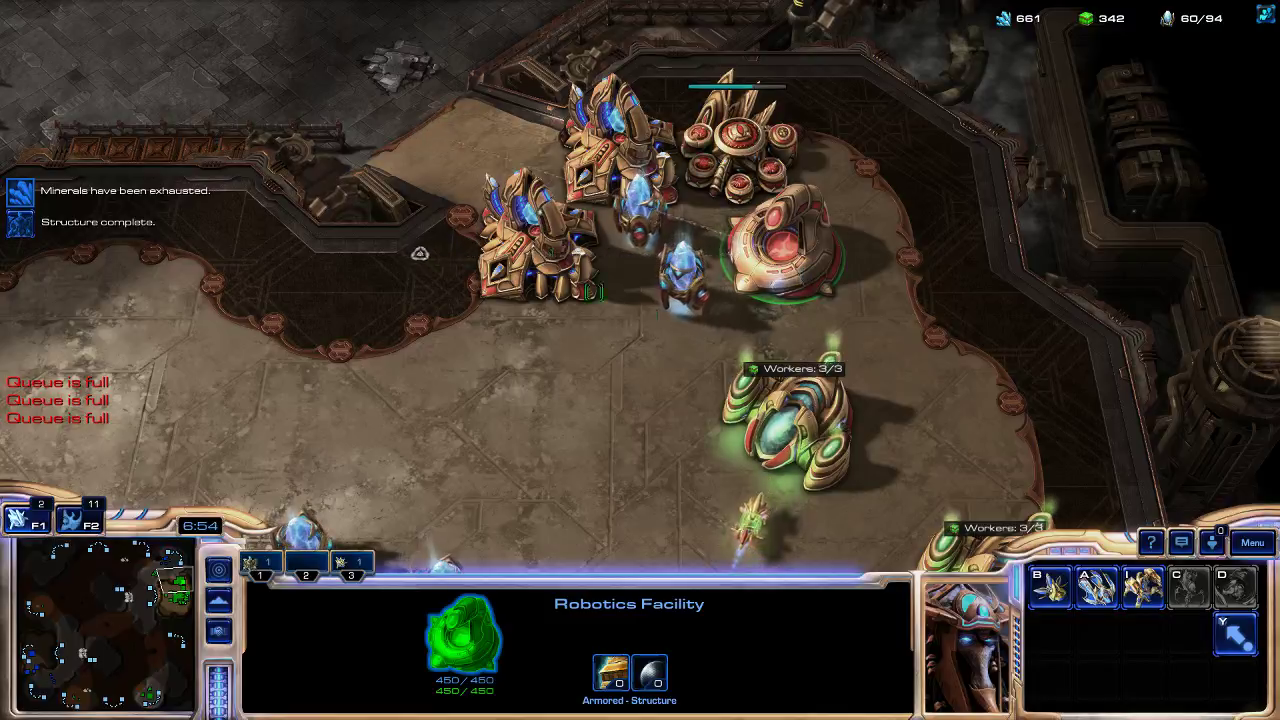 661 342 60/94
Minerals have been exhausted.
Structure complete.
Workers: 3/3
Queue is full
Queue is full
Queue is full
2 11
F1 F2
6:54
Workers: 3/3
0
? Menu
1 1
1 2 3
Robotics Facility
B A I C D
Y
0 0
450/450
450/450
Armored - Structure